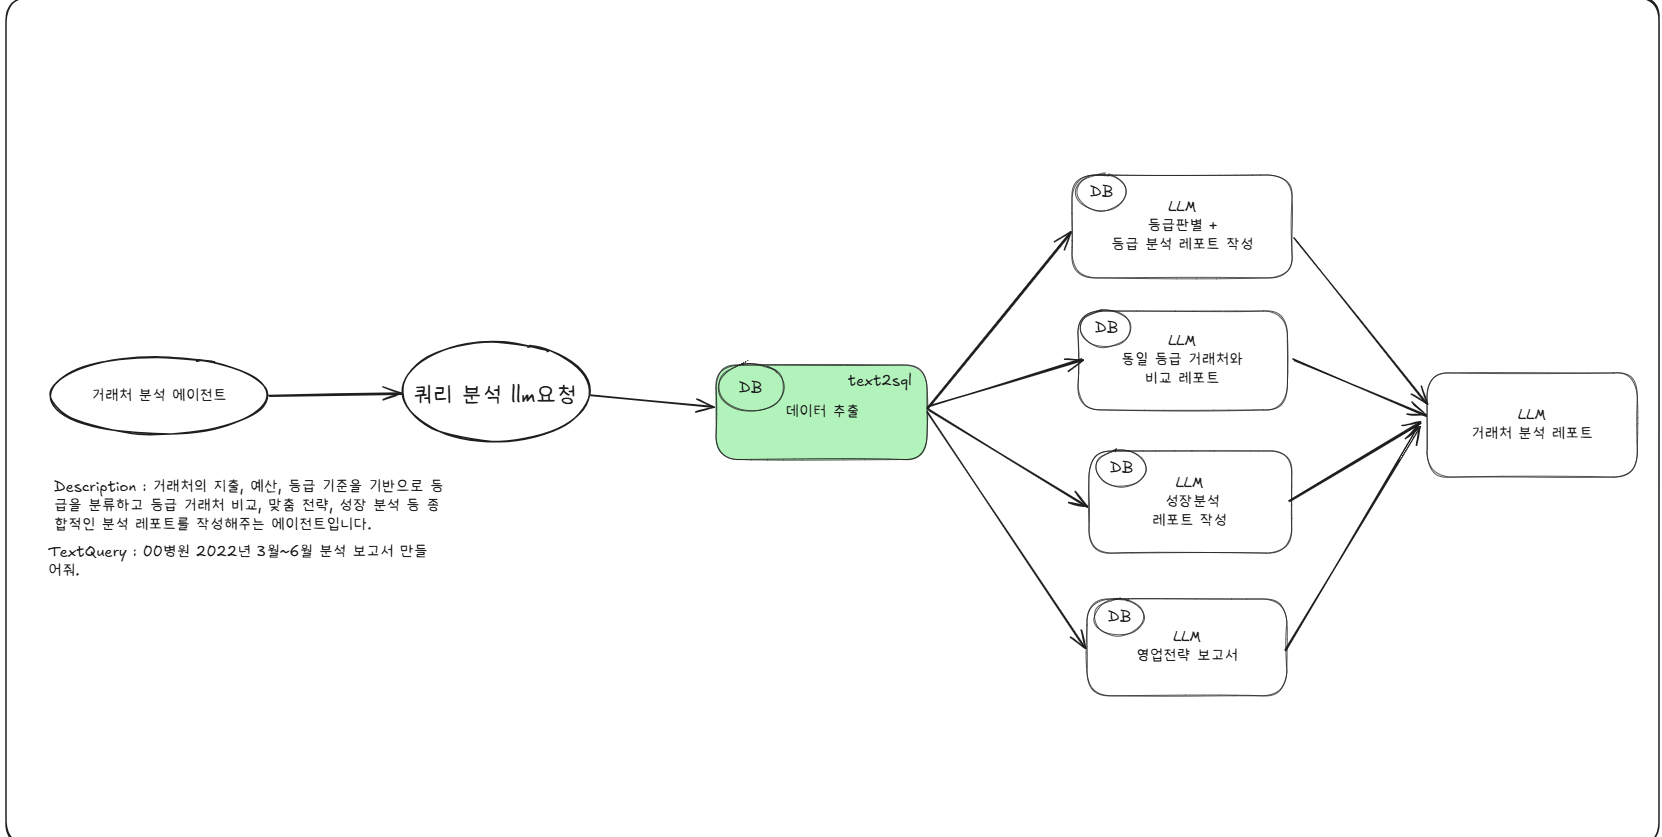 거래처 분석 에이전트
쿼리 분석 llm요청
Description : 거래처의 지출, 예산, 등급 기준을 기반으로 등
급을 분류하고 등급 거래처 비교, 맞춤 전략, 성장 분석 등 종
합적인 분석 레포트를 작성해주는 에이전트입니다.
TextQuery : 00병원 2022년 3월~6월 분석 보고서 만들
어줘.
DB
text2sql
데이터 추출
DB
LLM
등급판별 +
등급 분석 레포트 작성
DB
LLM
동일 등급 거래처와
비교 레포트
DB
LLM
성장분석
레포트 작성
DB
LLM
영업전략 보고서
LLM
거래처 분석 레포트